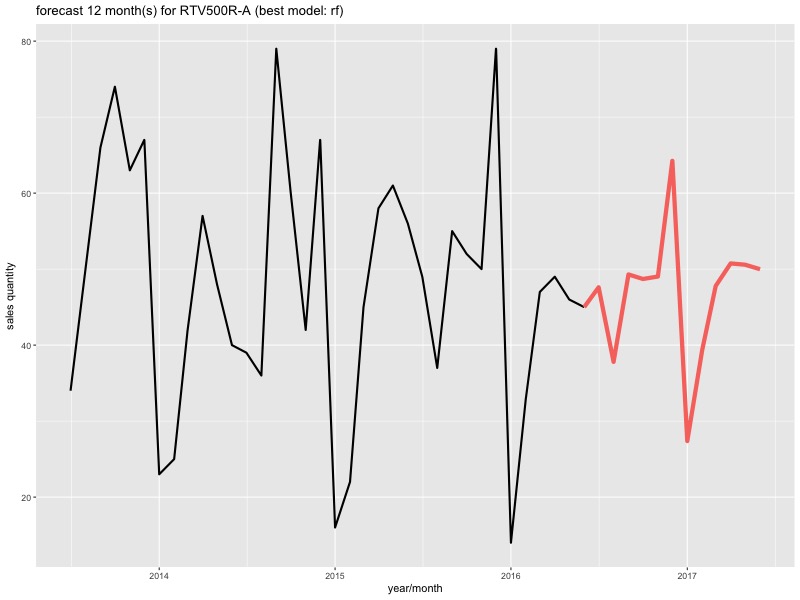 forecast 12 month(s) for RTV500R-A (best model: rf)
80
60
40
20
sales quantity
2014 2015 2016 2017
year/month